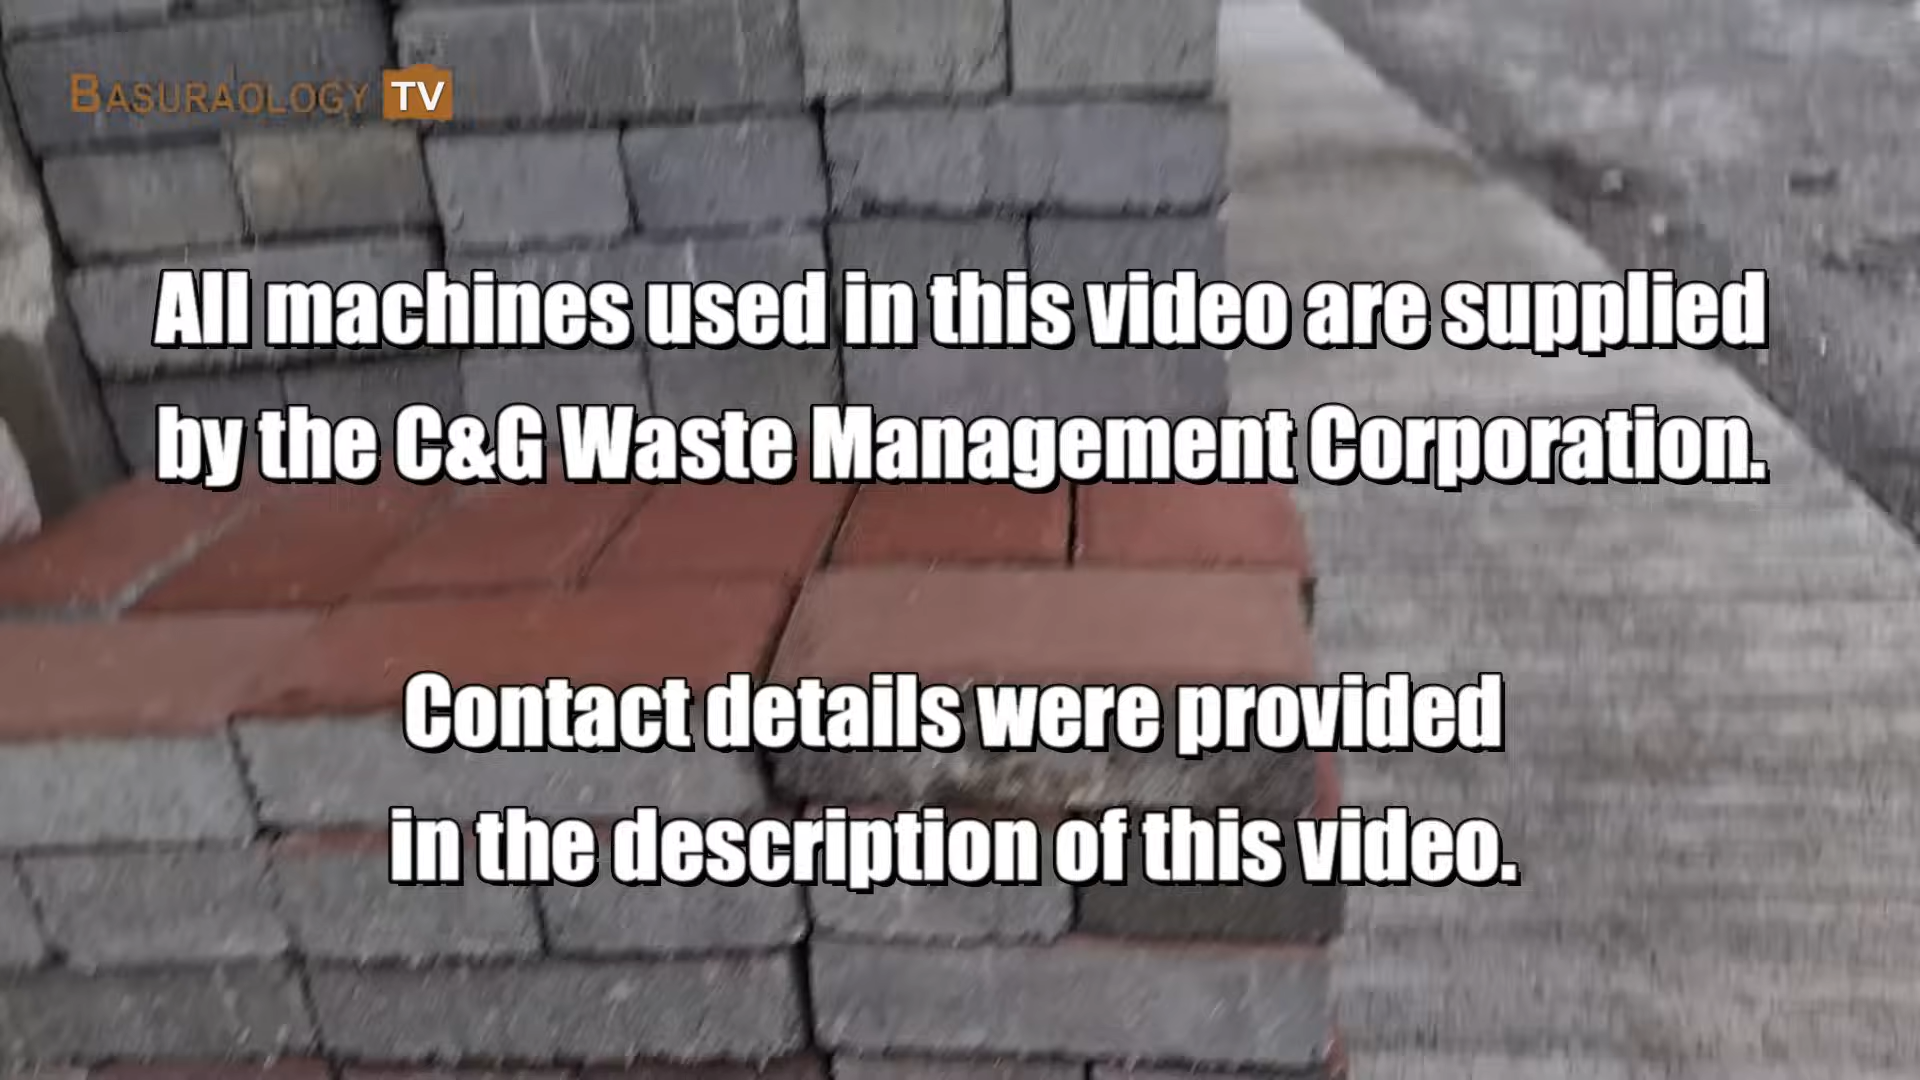 BASURAOLOGY TV
All machines used in this video are supplied
by the C&G Waste Management Corporation.
Contact details were provided
in the description of this video.